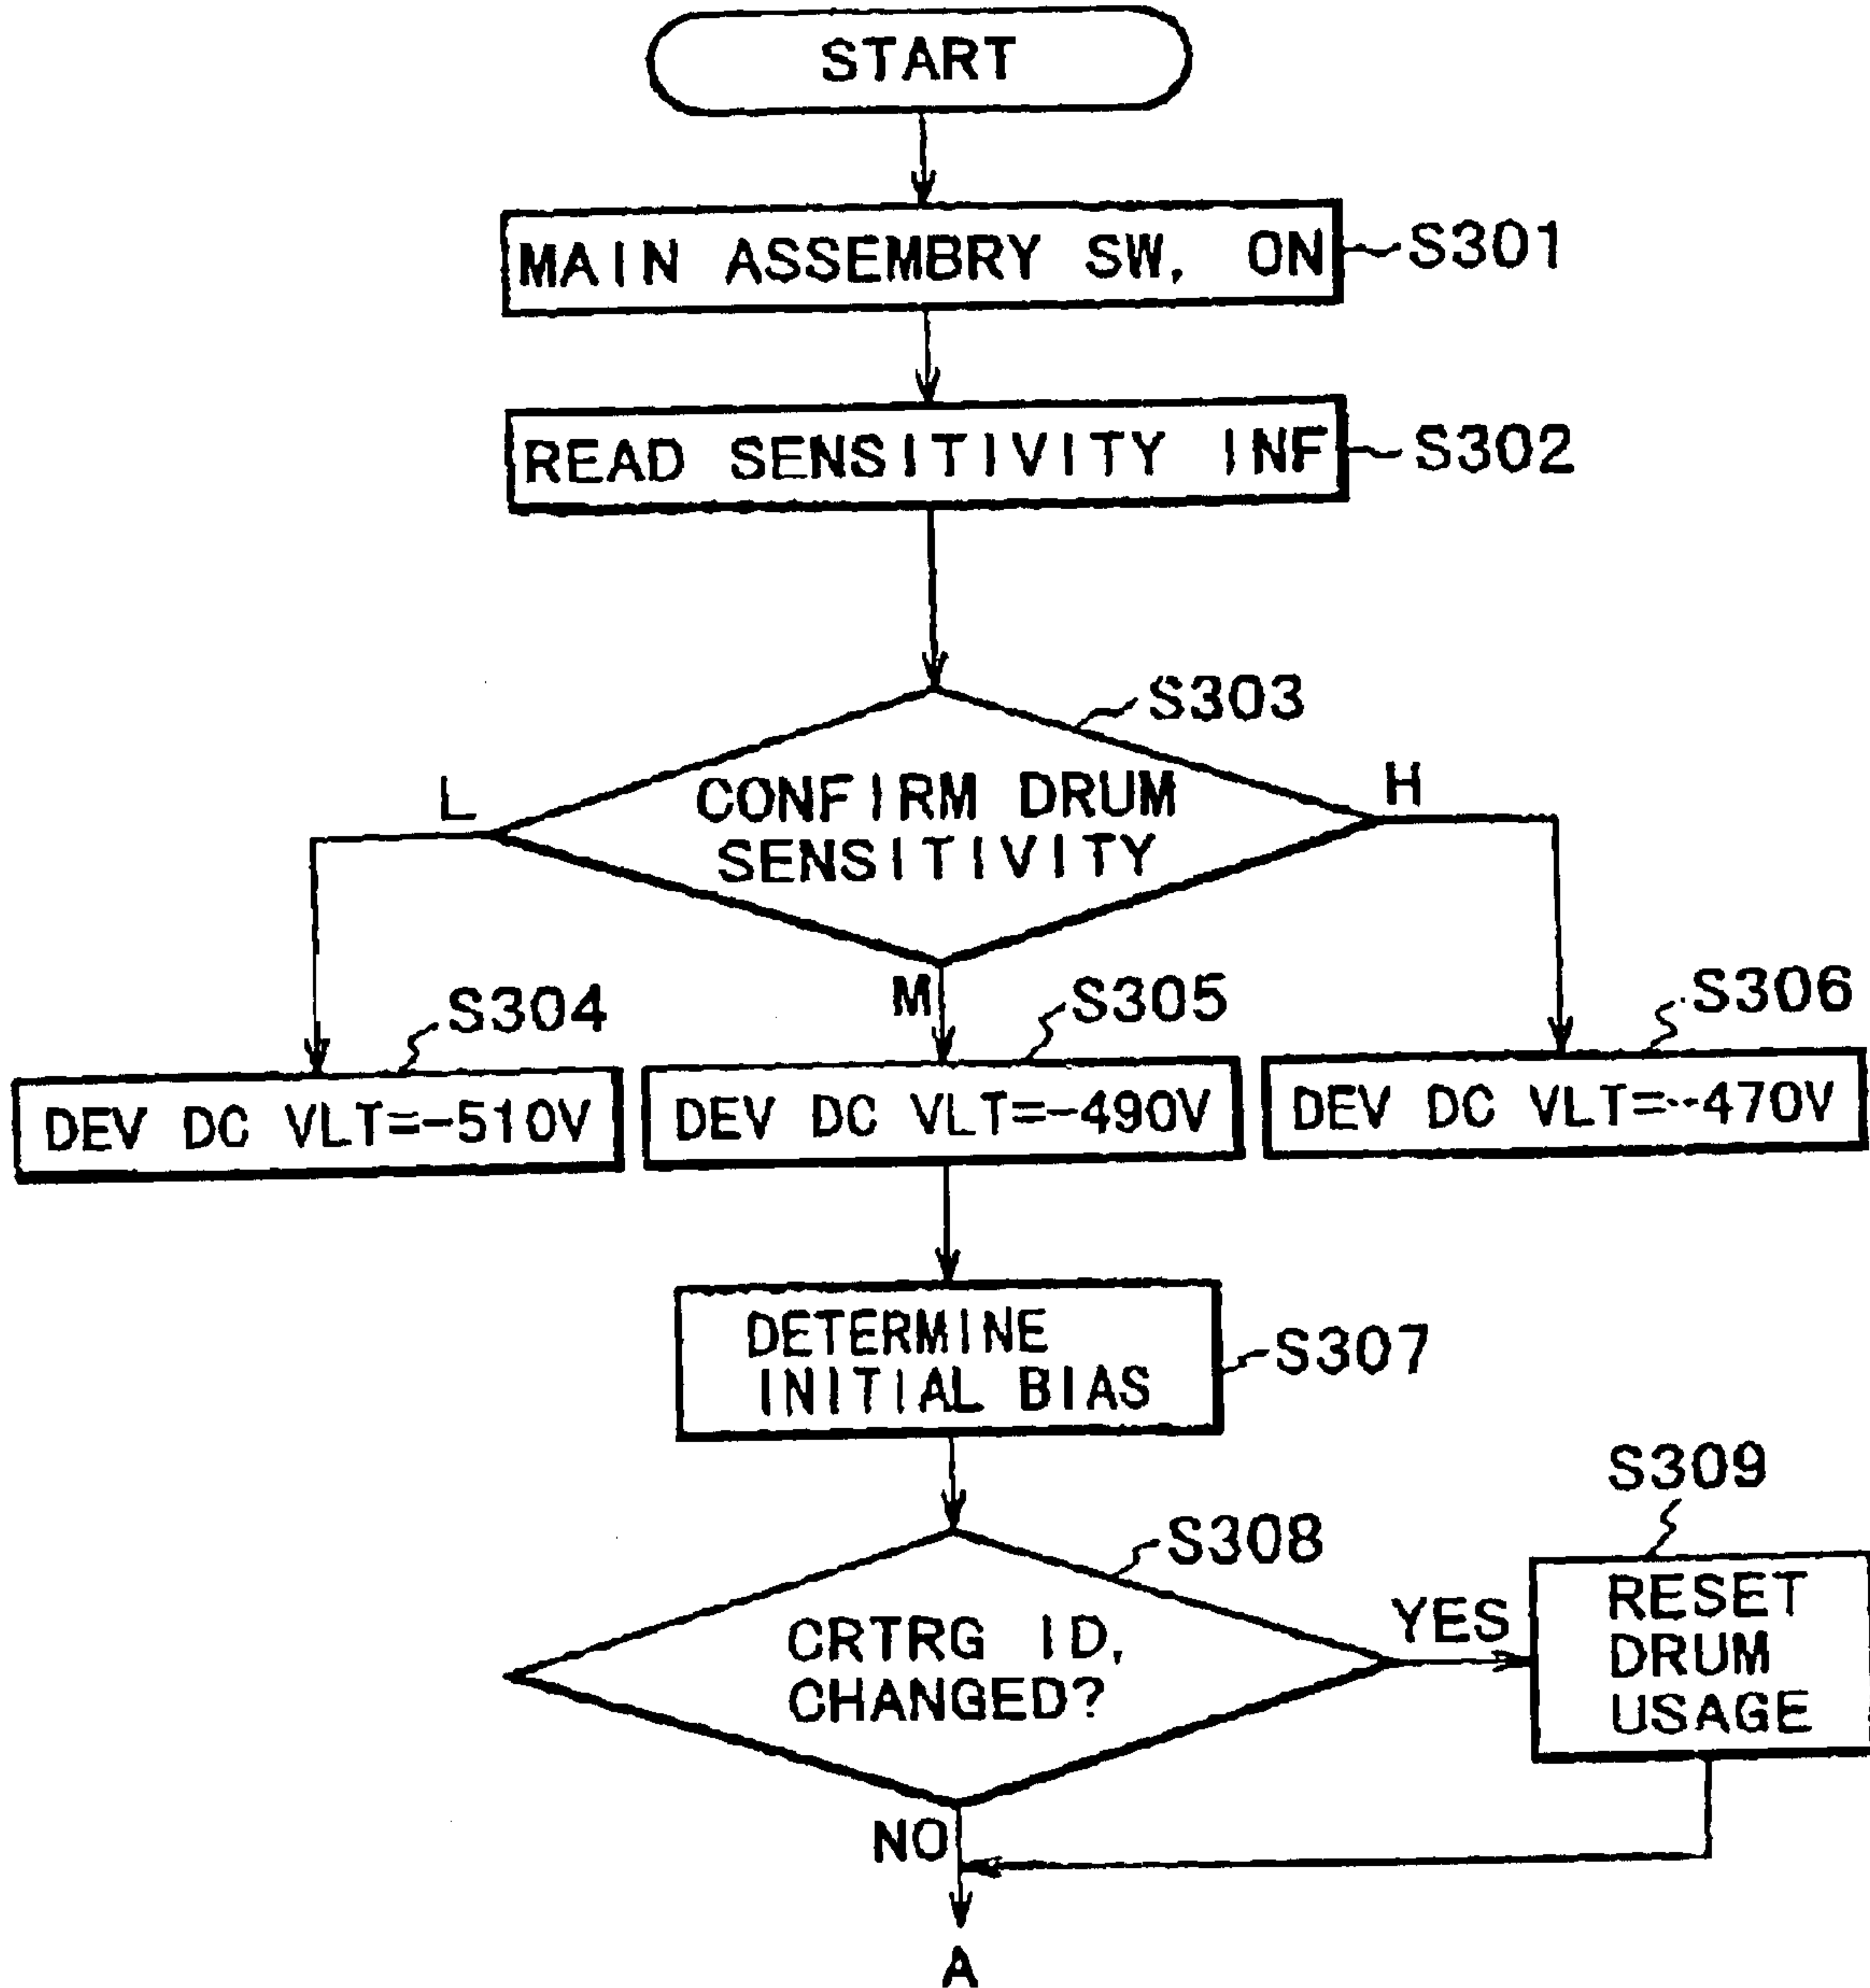 START
MAIN ASSEMBRY SW, ON
S301
READ SENSITIVITY INF
S302
S303
CONFIRM DRUM
SENSITIVITY
L
H
M
S304
S305
S306
DEV DC VLT=-510V
DEV DC VLT=-490V
DEV DC VLT=-470V
DETERMINE
INITIAL BIAS
S307
S308
S309
CRTRG ID,
CHANGED?
YES
RESET
DRUM
USAGE
NO
A